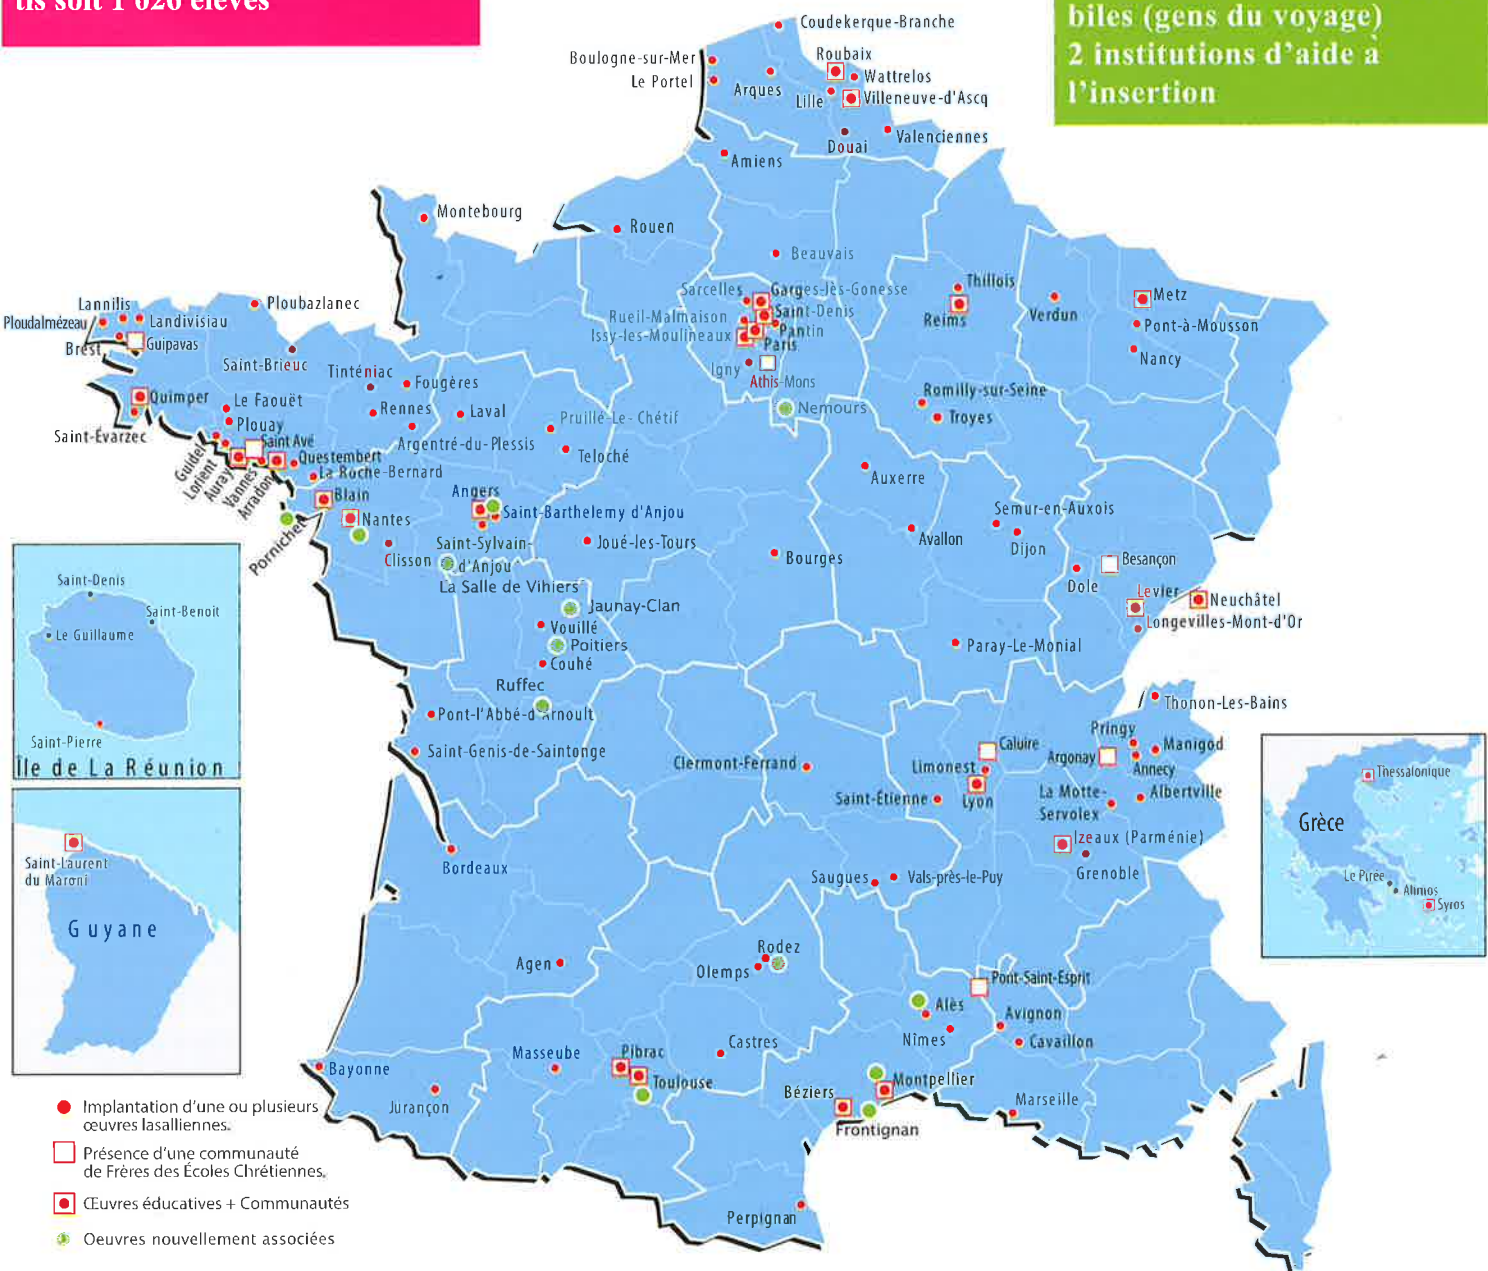 tis soit 1 026 élèves
biles (gens du voyage)
2 institutions d’aide à
l’insertion
Coudekerque-Branche
Boulogne-sur-Mer
Le Portel
Arques
Roubaix
Wattrelos
Lille
Villeneuve-d'Ascq
Douai
Valenciennes
Amiens
Montebourg
Rouen
Beauvais
Sarcelles
Garges-lès-Gonesse
Rueil-Malmaison
Saint-Denis
Issy-les-Moulineaux
Pantin
Paris
Igny
Athis-Mons
Nemours
Thillois
Reims
Verdun
Metz
Pont-à-Mousson
Nancy
Romilly-sur-Seine
Troyes
Lannilis
Ploudalmézeau
Landivisiau
Brest
Guipavas
Ploubazlanec
Saint-Brieuc
Tinténiac
Fougères
Quimper
Le Faouët
Rennes
Laval
Plouay
Saint-Évarzec
Saint Avé
Argentré-du-Plessis
Pruillé-Le-Chétif
Teloché
Guidel
Lorient
Auray
Vannes
Arradon
Questembert
La Roche-Bernard
Blain
Nantes
Pornichet
Clisson
Angers
Saint-Barthelemy d'Anjou
Saint-Sylvain-
d'Anjou
La Salle de Vihiers
Joué-les-Tours
Bourges
Auxerre
Avallon
Semur-en-Auxois
Dijon
Dole
Besançon
Levier
Neuchâtel
Longevilles-Mont-d'Or
Jaunay-Clan
Vouillé
Poitiers
Couhé
Ruffec
Pont-l'Abbé-d'Arnoult
Saint-Genis-de-Saintonge
Paray-Le-Monial
Thonon-Les-Bains
Pringy
Manigod
Argonay
Annecy
Caluire
Limonest
Lyon
Clermont-Ferrand
Saint-Étienne
La Motte-
Servolex
Albertville
Izeaux (Parménie)
Grenoble
Bordeaux
Saugues
Vals-près-le-Puy
Rodez
Olemps
Agen
Pont-Saint-Esprit
Alès
Avignon
Nîmes
Cavaillon
Castres
Masseube
Pibrac
Toulouse
Bayonne
Jurançon
Béziers
Montpellier
Frontignan
Marseille
Perpignan
Saint-Denis
Saint-Benoit
Le Guillaume
Saint-Pierre
Île de La Réunion
Saint-Laurent
du Maroni
Guyane
Thessalonique
Grèce
Le Pirée
Alimos
Syros
Implantation d’une ou plusieurs
œuvres lasalliennes.
Présence d’une communauté
de Frères des Écoles Chrétiennes.
Œuvres éducatives + Communautés
Oeuvres nouvellement associées